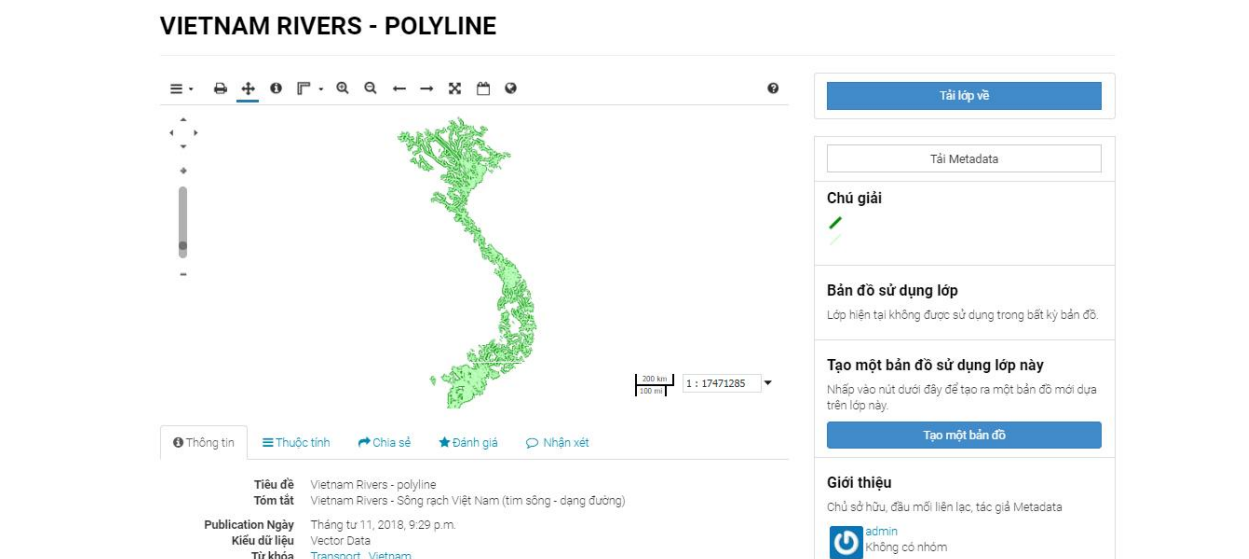 VIETNAM RIVERS - POLYLINE
Tải lớp về
Tải Metadata
Chú giải
200 km
100 mi
1 : 17471285
Bản đồ sử dụng lớp
Lớp hiện tại không được sử dụng trong bất kỳ bản đồ.
Tạo một bản đồ sử dụng lớp này
Nhấp vào nút dưới đây để tạo ra một bản đồ mới dựa
trên lớp này.
Tạo một bản đồ
Thông tin Thuộc tính Chia sẻ Đánh giá Nhận xét
Tiêu đề Vietnam Rivers - polyline
Tóm tắt Vietnam Rivers - Sông rạch Việt Nam (tim sông - dạng đường)
Publication Ngày Tháng tư 11, 2018, 9:29 p.m.
Kiểu dữ liệu Vector Data
Từ khóa Transport, Vietnam
Giới thiệu
Chủ sở hữu, đầu mối liên lạc, tác giả Metadata
admin
Không có nhóm